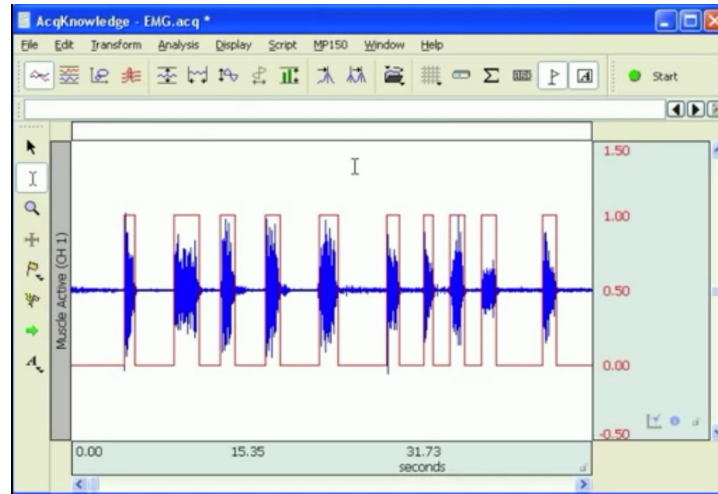 AcqKnowledge - EMG.acq *
File Edit Transform Analysis Display Script MP150 Window Help
Start
1.50
1.00
Muscle Active (CH 1)
0.50
0.00
-0.50
0.00 15.35 31.73
seconds